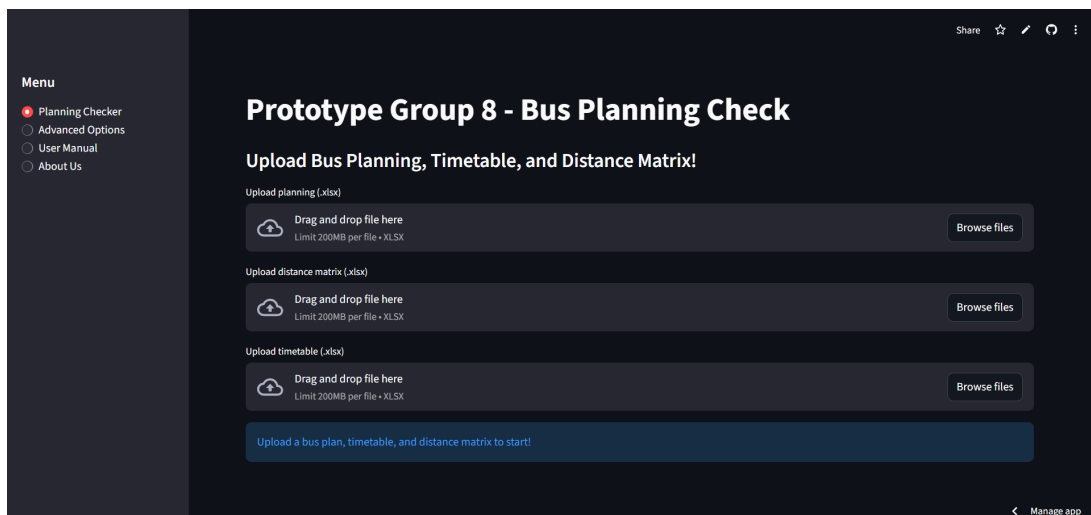 Share
Menu
Planning Checker
Advanced Options
User Manual
About Us
Prototype Group 8 - Bus Planning Check
Upload Bus Planning, Timetable, and Distance Matrix!
Upload planning (.xlsx)
Drag and drop file here
Limit 200MB per file • XLSX
Browse files
Upload distance matrix (.xlsx)
Drag and drop file here
Limit 200MB per file • XLSX
Browse files
Upload timetable (.xlsx)
Drag and drop file here
Limit 200MB per file • XLSX
Browse files
Upload a bus plan, timetable, and distance matrix to start!
Manage app